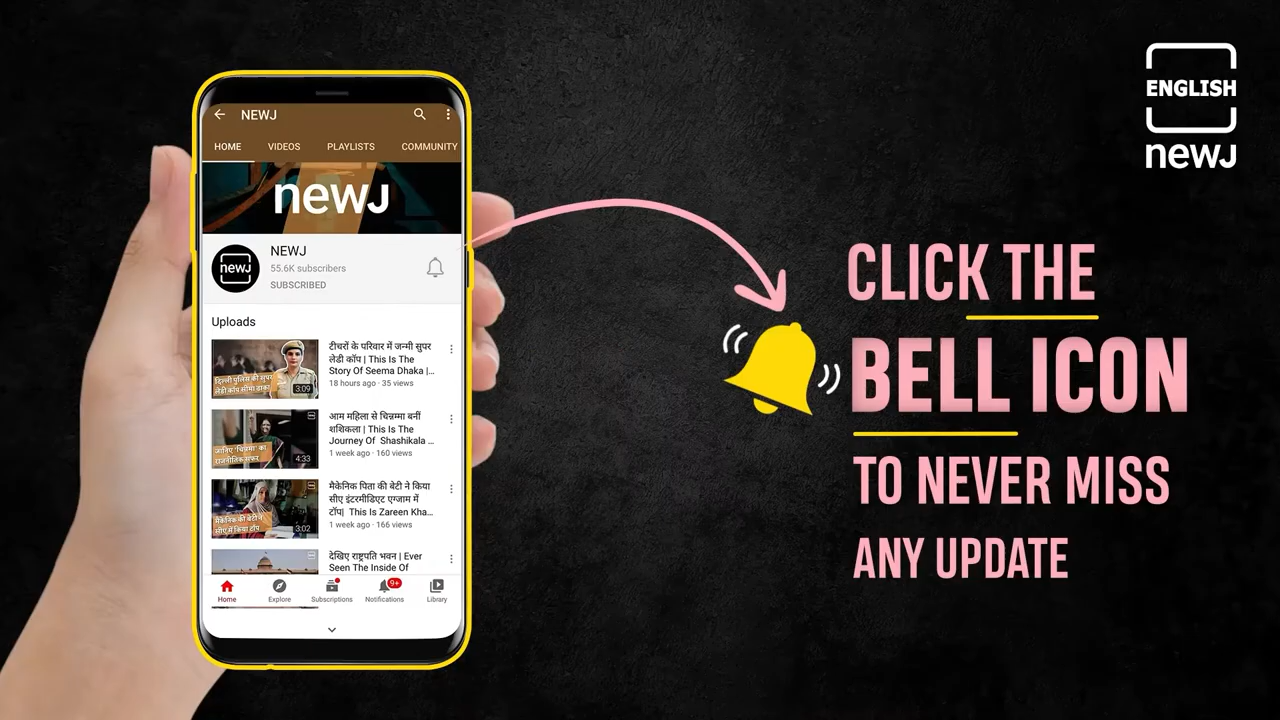 NEWJ
HOME VIDEOS PLAYLISTS COMMUNITY
newJ
newJ
NEWJ
55.6K subscribers
SUBSCRIBED
Uploads
दिल्ली पुलिस की सुपर
लेडी कॉप सीमा ढाका
3:09
टीचरों के परिवार में जन्मी सुपर
लेडी कॉप | This Is The
Story Of Seema Dhaka |...
18 hours ago · 35 views
जानिए 'चिन्नम्मा' का
राजनीतिक सफर
4:33
आम महिला से चिन्नम्मा बनीं
शशिकला | This Is The
Journey Of Shashikala ...
1 week ago · 160 views
मैकेनिक की बेटी ने
सीए में किया टॉप
3:02
मैकेनिक पिता की बेटी ने किया
सीए इंटरमीडिएट एग्जाम में
टॉप| This Is Zareen Kha...
1 week ago · 166 views
देखिए राष्ट्रपति भवन | Ever
Seen The Inside Of
9+
Home Explore Subscriptions Notifications Library
ENGLISH
newJ
CLICK THE
BELL ICON
TO NEVER MISS
ANY UPDATE